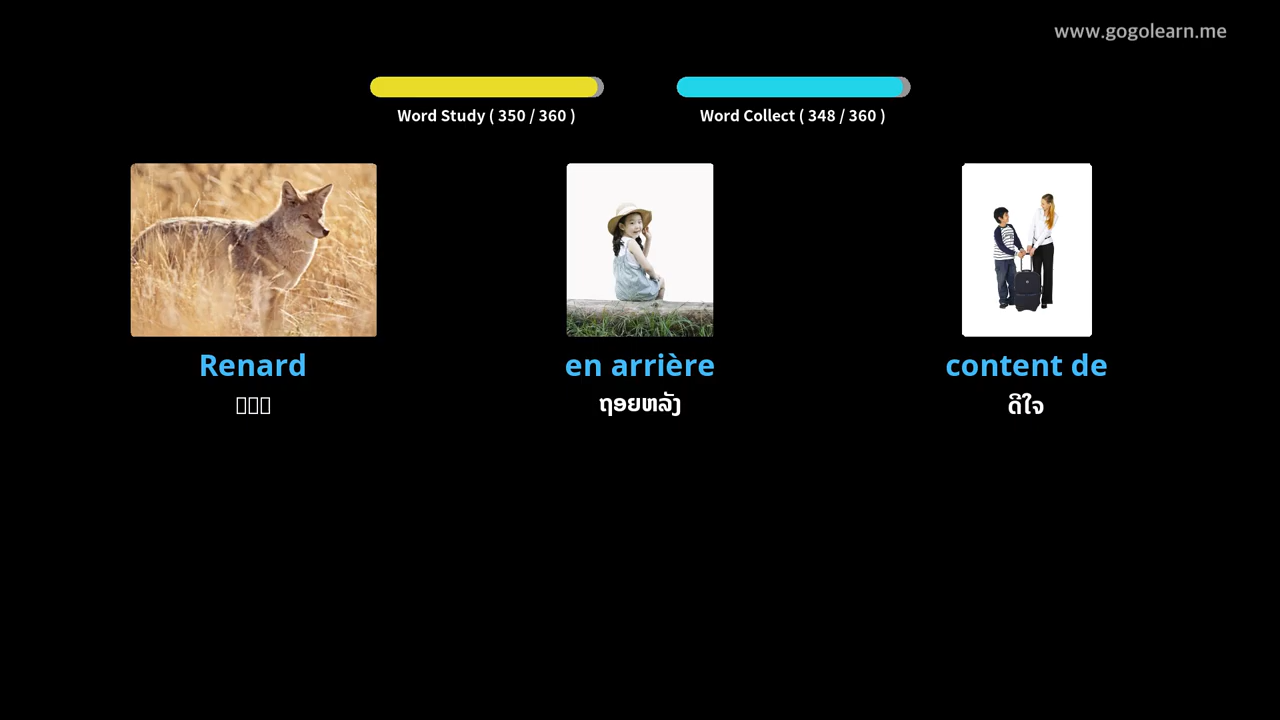 www.gogolearn.me
Word Study ( 350 / 360 )
Word Collect ( 348 / 360 )
Renard
en arrière
content de
ຖອຍຫລັງ
ດີໃຈ